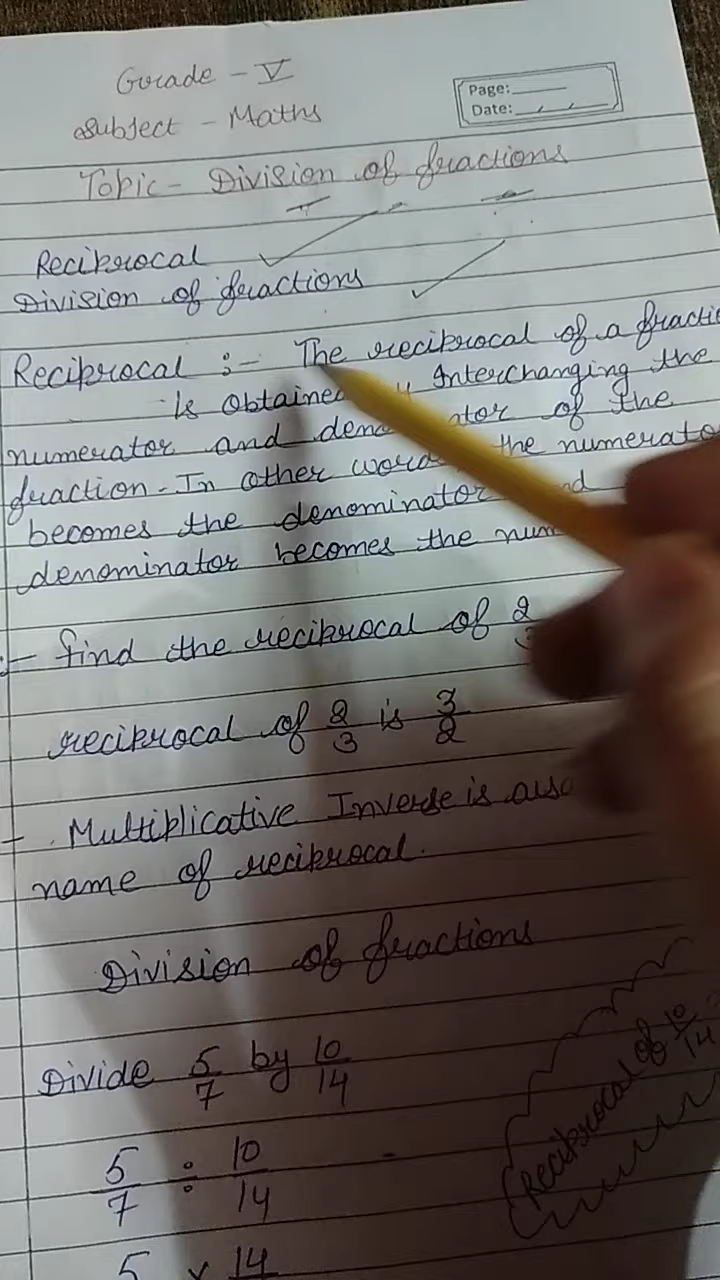 Grade - V
Page:
Date:
Subject - Maths
Topic - Division of fractions
Reciprocal
Division of fractions
Reciprocal :- The reciprocal of a
is obtained Interchanging the
numerator and of the
fraction. In other the
becomes the denominator
denominator becomes the
:- find the reciprocal of 2
reciprocal of 2/3 is 3/2
- Multiplicative Inverse is
name of reciprocal.
Division of fractions
Divide 5/7 by 10/14
5/7 ÷ 10/14
Reciprocal of 10/14
5 × 14